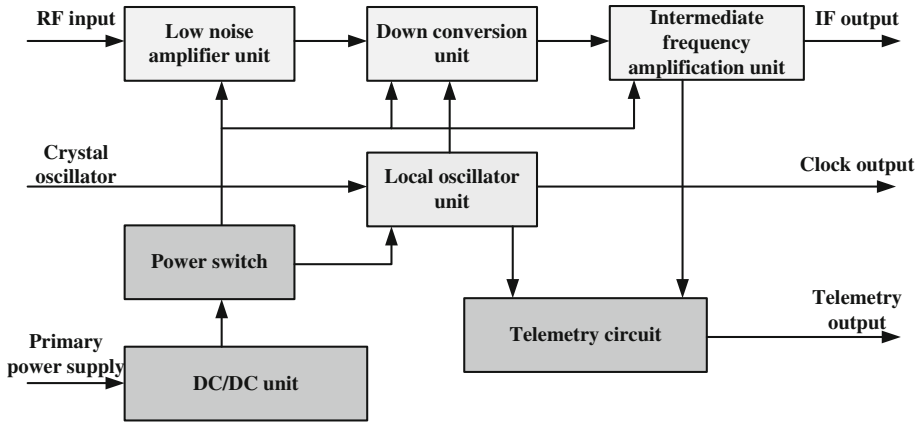 RF input
Low noise
amplifier unit
Down conversion
unit
Intermediate
frequency
amplification unit
IF output
Crystal
oscillator
Local oscillator
unit
Clock output
Power switch
Telemetry
output
Telemetry circuit
Primary
power supply
DC/DC unit